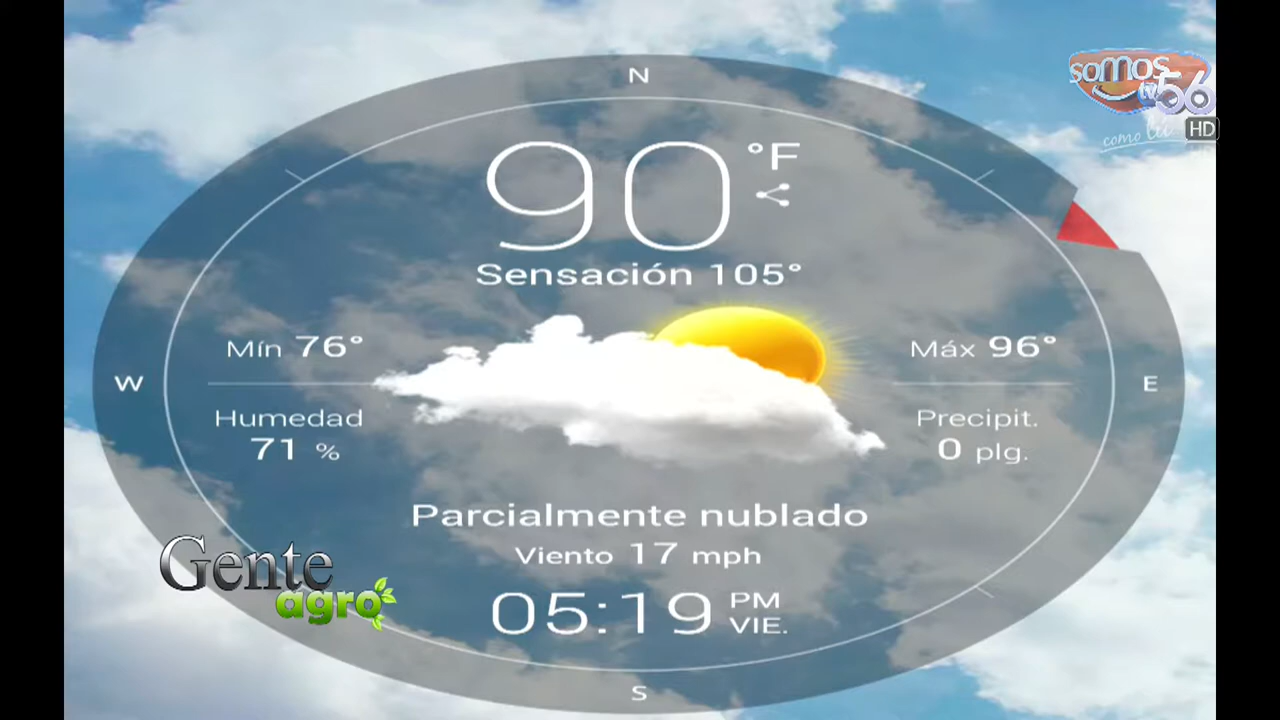 N
somos
tv 56
como tú
HD
90 °F
Sensación 105°
Mín 76°
Máx 96°
W
E
Humedad
71 %
Precipit.
0 plg.
Parcialmente nublado
Viento 17 mph
Gente
agro
05:19 PM
VIE.
S